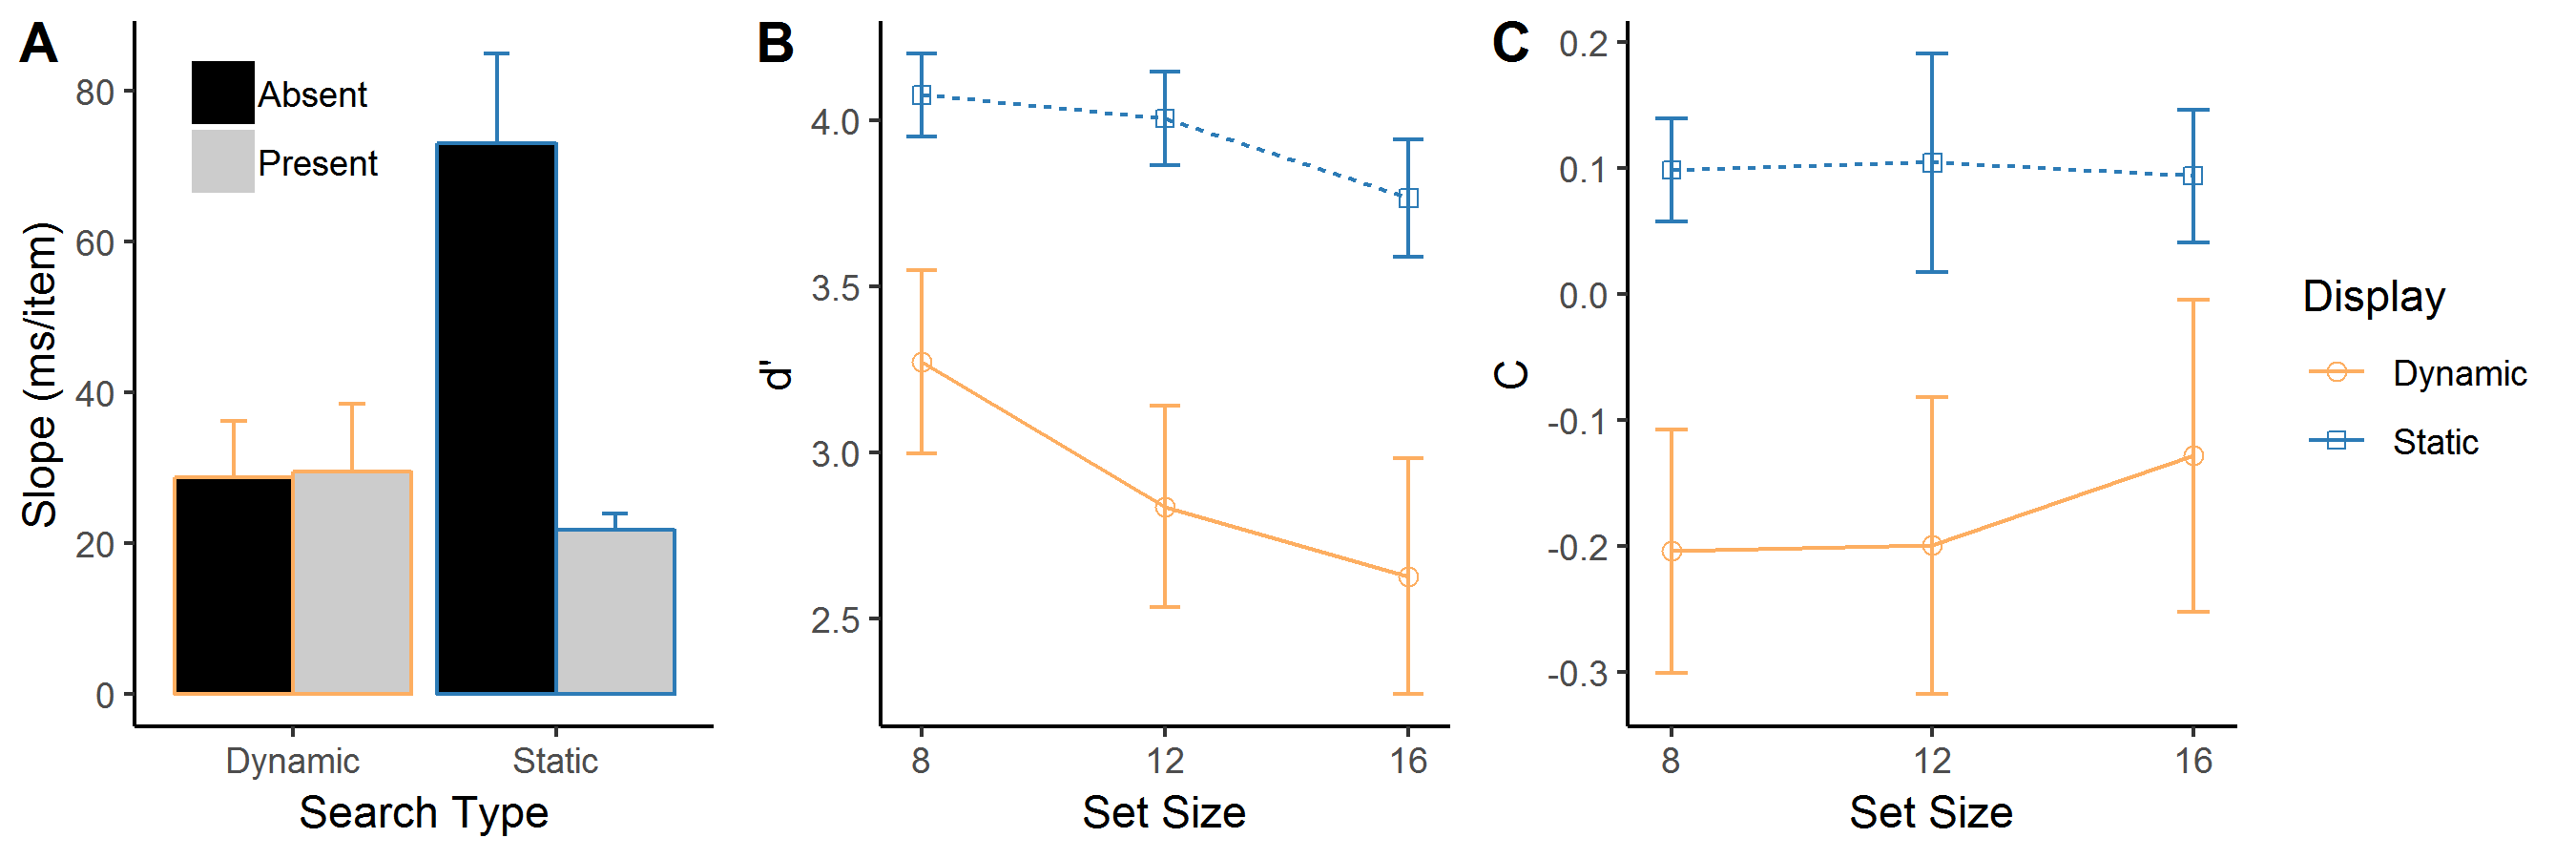 A
Absent
Present
80
60
40
20
0
Slope (ms/item)
Dynamic
Static
Search Type
B
4.0
3.5
3.0
2.5
d'
8
12
16
Set Size
C
0.2
0.1
0.0
-0.1
-0.2
-0.3
C
8
12
16
Set Size
Display
Dynamic
Static